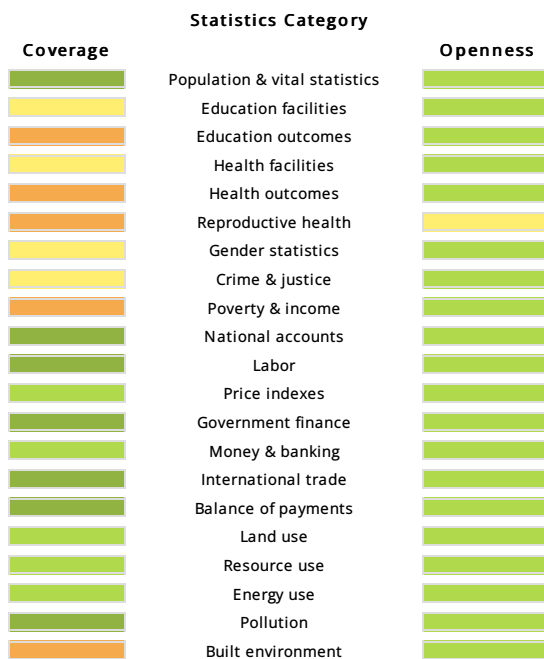 Statistics Category
Coverage
Openness
Population & vital statistics
Education facilities
Education outcomes
Health facilities
Health outcomes
Reproductive health
Gender statistics
Crime & justice
Poverty & income
National accounts
Labor
Price indexes
Government finance
Money & banking
International trade
Balance of payments
Land use
Resource use
Energy use
Pollution
Built environment